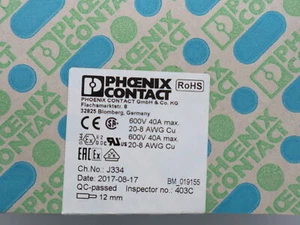 PHOENIX
CONTACT
RoHS
PHOENIX CONTACT GmbH & Co. KG
Flachsmarktstr. 8
32825 Blomberg, Germany
600V 40A max.
20-8 AWG Cu
600V 40A max.
20-8 AWG Cu
Ch.No.: J334
Date: 2017-08-17
BM_019155
QC-passed Inspector no.: 403C
12 mm